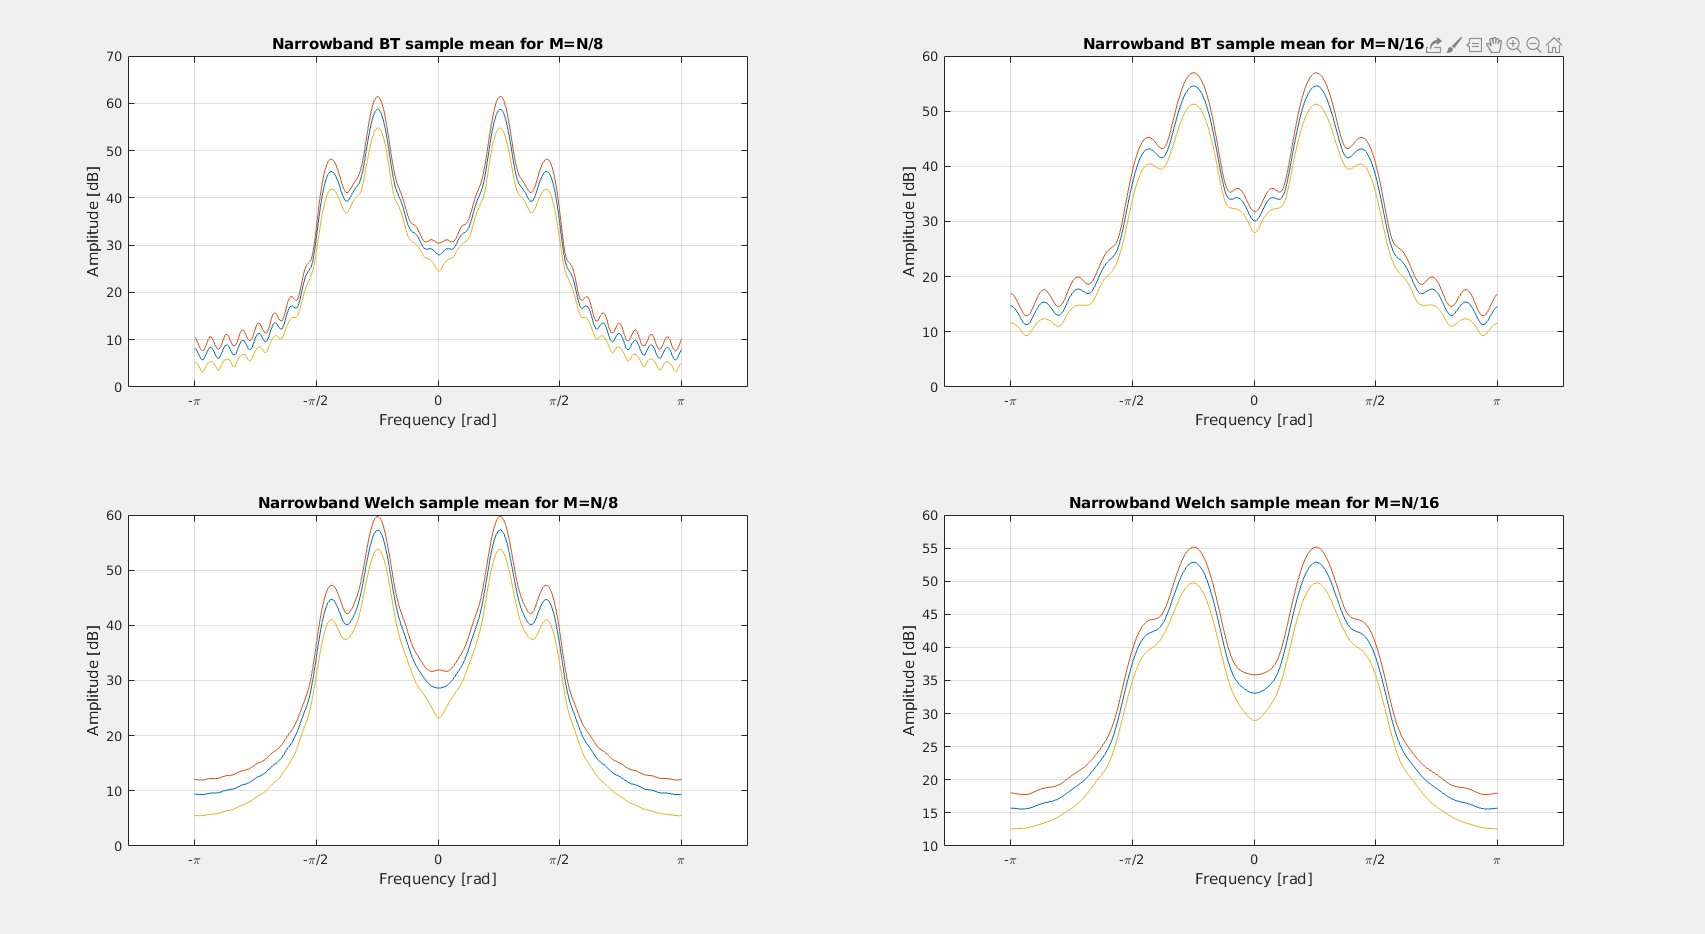 Narrowband BT sample mean for M=N/8
70
60
50
40
30
20
10
0
Amplitude [dB]
-π -π/2 0 π/2 π
Frequency [rad]
Narrowband BT sample mean for M=N/16
60
50
40
30
20
10
0
Amplitude [dB]
-π -π/2 0 π/2 π
Frequency [rad]
Narrowband Welch sample mean for M=N/8
60
50
40
30
20
10
0
Amplitude [dB]
-π -π/2 0 π/2 π
Frequency [rad]
Narrowband Welch sample mean for M=N/16
60
55
50
45
40
35
30
25
20
15
10
Amplitude [dB]
-π -π/2 0 π/2 π
Frequency [rad]